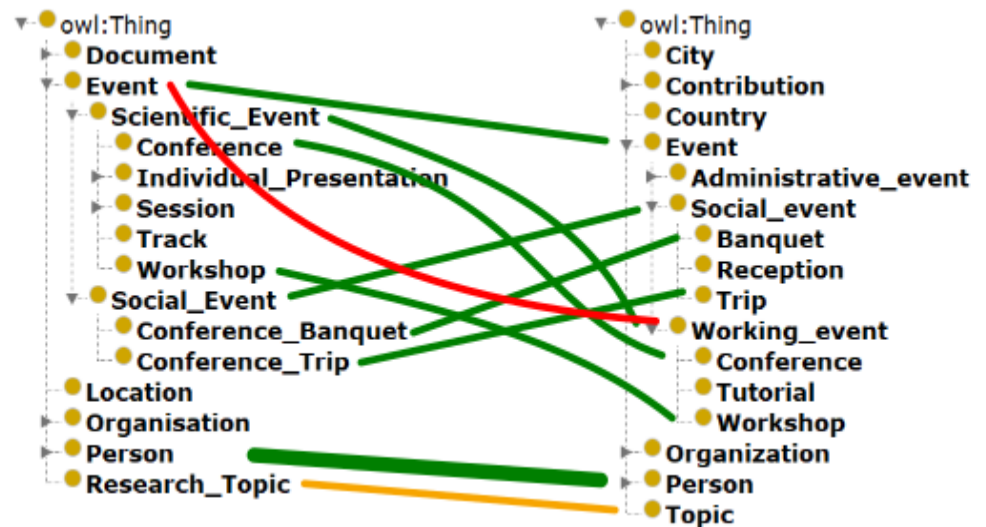 owl:Thing
Document
Event
Scientific_Event
Conference
Individual_Presentation
Session
Track
Workshop
Social_Event
Conference_Banquet
Conference_Trip
Location
Organisation
Person
Research_Topic
owl:Thing
City
Contribution
Country
Event
Administrative_event
Social_event
Banquet
Reception
Trip
Working_event
Conference
Tutorial
Workshop
Organization
Person
Topic